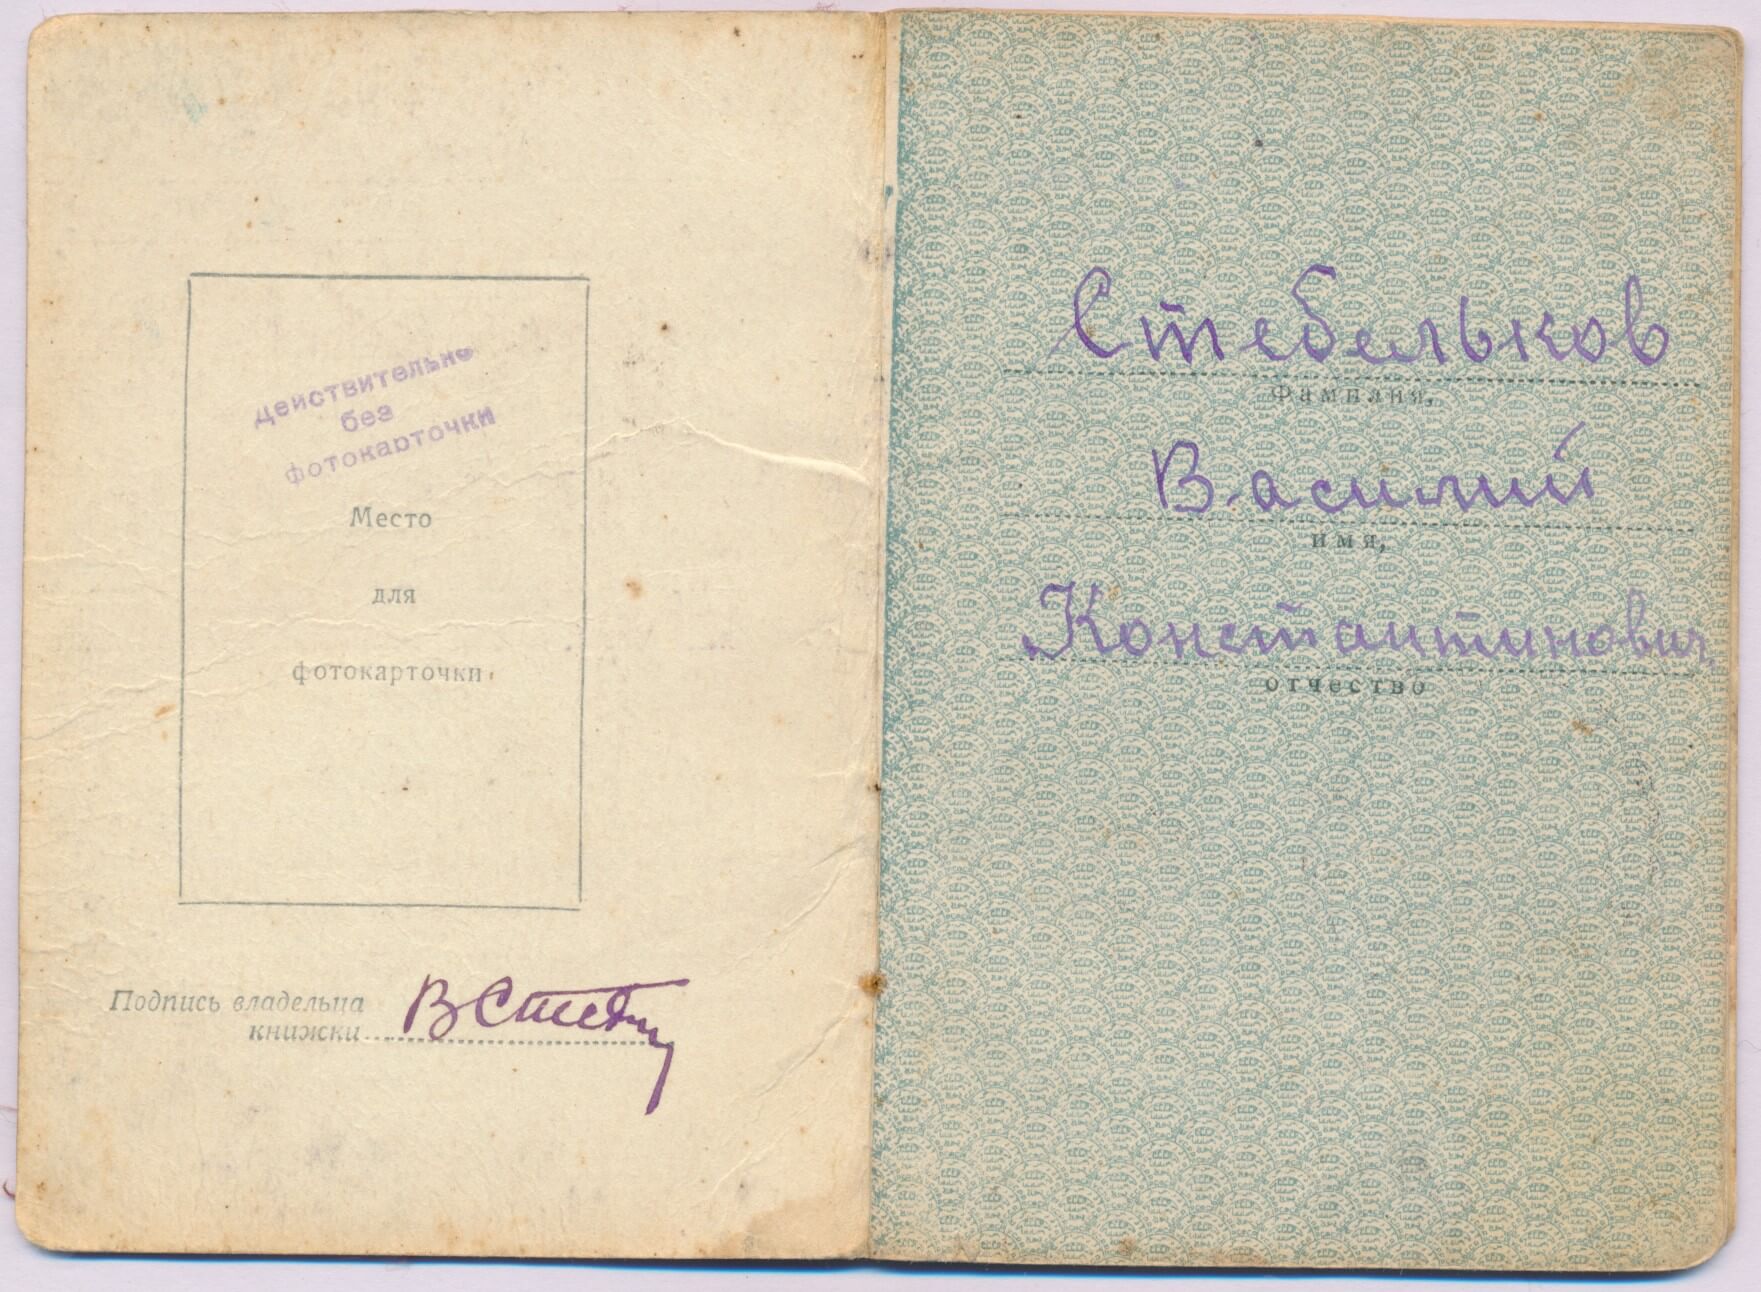 Действительно
без
фотокарточки
Место
для
фотокарточки
Подпись владельца
книжки
Стебельков
Фамилия,
Василий
имя,
Константинович
отчество